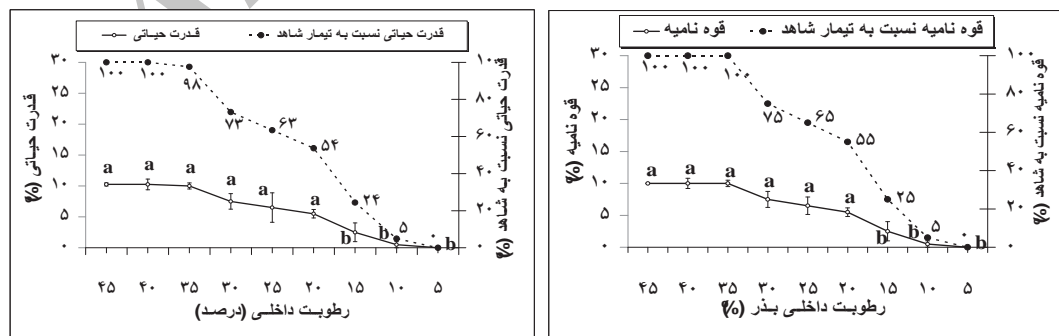 قوه نامیه نسبت به تیمار شاهد
قوه نامیه
۳۰
۲۵
۲۰
۱۵
۱۰
۵
۰
قوه نامیه (%)
۱۰۰
۸۰
۶۰
۴۰
۲۰
۰
قوه نامیه نسبت به شاهد (%)
۱۰۰
۱۰۰
۱۰۰
۷۵
۶۵
۵۵
۲۵
۵
۰
a
a
a
a
a
a
b
b
b
۴۵ ۴۰ ۳۵ ۳۰ ۲۵ ۲۰ ۱۵ ۱۰ ۵
رطوبت داخلی بذر (%)
قدرت حیاتی نسبت به تیمار شاهد
قدرت حیاتی
۳۰
۲۵
۲۰
۱۵
۱۰
۵
۰
قدرت حیاتی (%)
۱۰۰
۸۰
۶۰
۴۰
۲۰
۰
قدرت حیاتی نسبت به شاهد (%)
۱۰۰
۱۰۰
۹۸
۷۳
۶۳
۵۴
۲۴
۵
۰
a
a
a
a
a
a
b
b
b
۴۵ ۴۰ ۳۵ ۳۰ ۲۵ ۲۰ ۱۵ ۱۰ ۵
رطوبت داخلی (درصد)